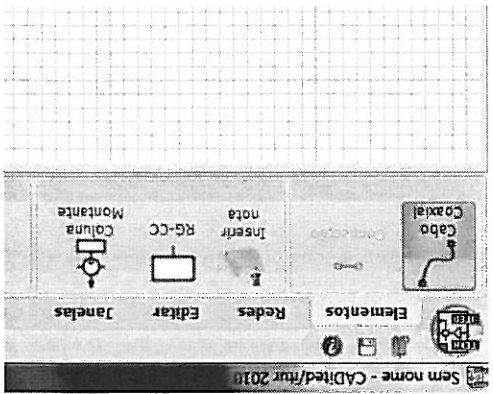 Sem nome - CADited/itur 2010
Elementos Redes Editar Janelas
Cabo Coaxial
Inserir nota
RG-CC
Coluna Montante